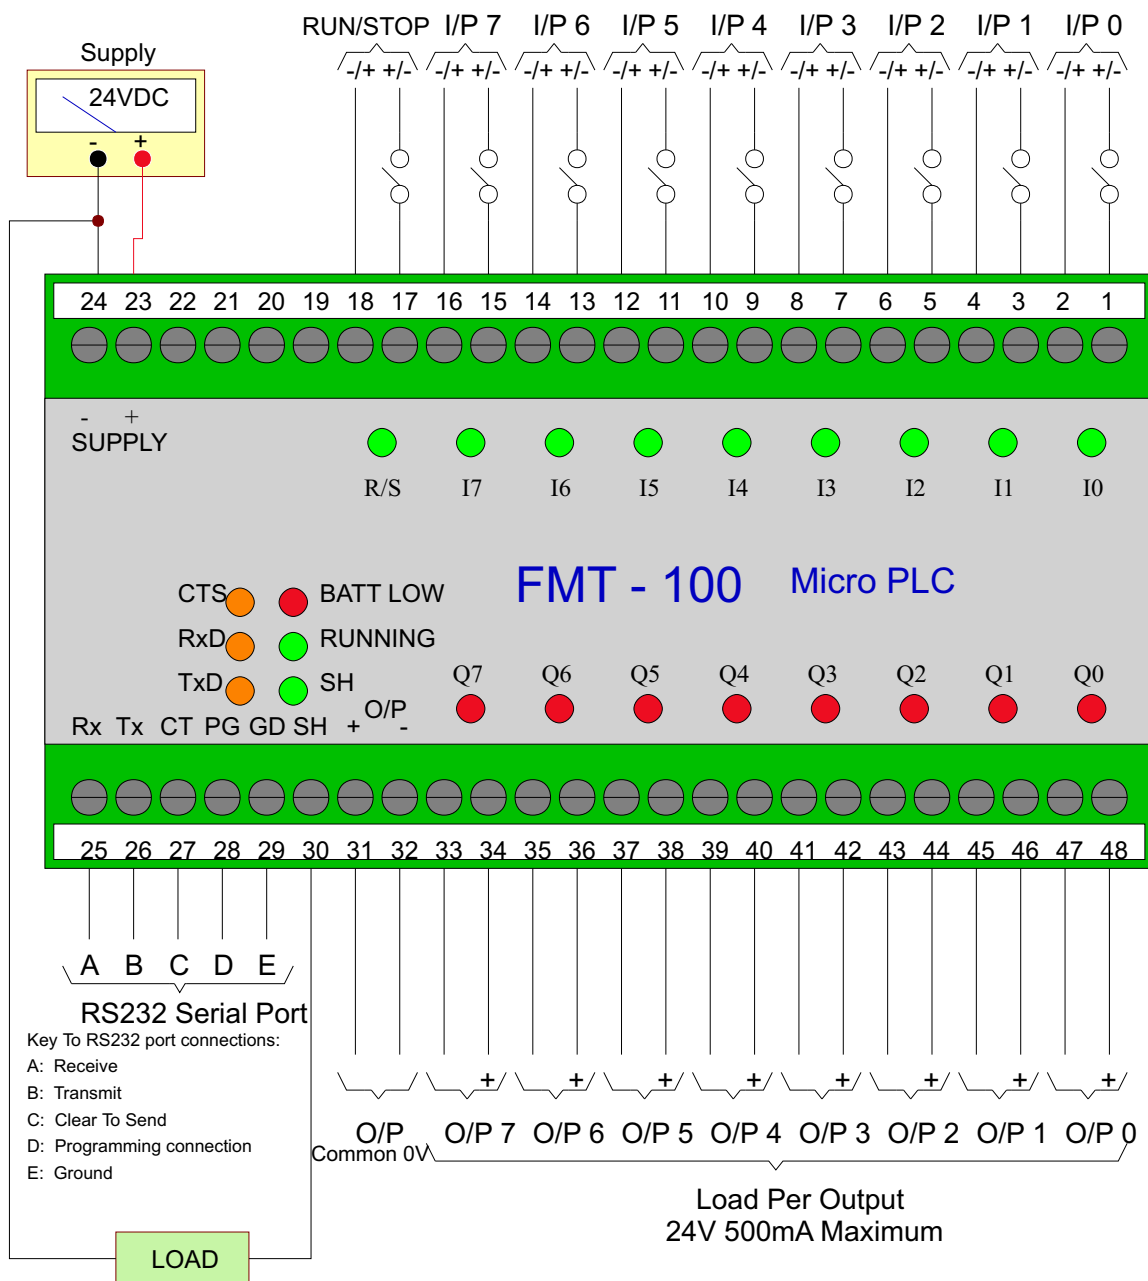 RUN/STOP I/P 7 I/P 6 I/P 5 I/P 4 I/P 3 I/P 2 I/P 1 I/P 0
-/+ +/- -/+ +/- -/+ +/- -/+ +/- -/+ +/- -/+ +/- -/+ +/- -/+ +/- -/+ +/-
Supply
24VDC
- +
24 23 22 21 20 19 18 17 16 15 14 13 12 11 10 9 8 7 6 5 4 3 2 1
- +
SUPPLY
R/S I7 I6 I5 I4 I3 I2 I1 I0
FMT - 100 Micro PLC
CTS BATT LOW
RxD RUNNING
TxD SH
Q7 Q6 Q5 Q4 Q3 Q2 Q1 Q0
O/P
Rx Tx CT PG GD SH + -
25 26 27 28 29 30 31 32 33 34 35 36 37 38 39 40 41 42 43 44 45 46 47 48
A B C D E
RS232 Serial Port
Key To RS232 port connections:
A: Receive
B: Transmit
C: Clear To Send
D: Programming connection
E: Ground
+ + + + + + + +
O/P O/P 7 O/P 6 O/P 5 O/P 4 O/P 3 O/P 2 O/P 1 O/P 0
Common 0V
Load Per Output
24V 500mA Maximum
LOAD